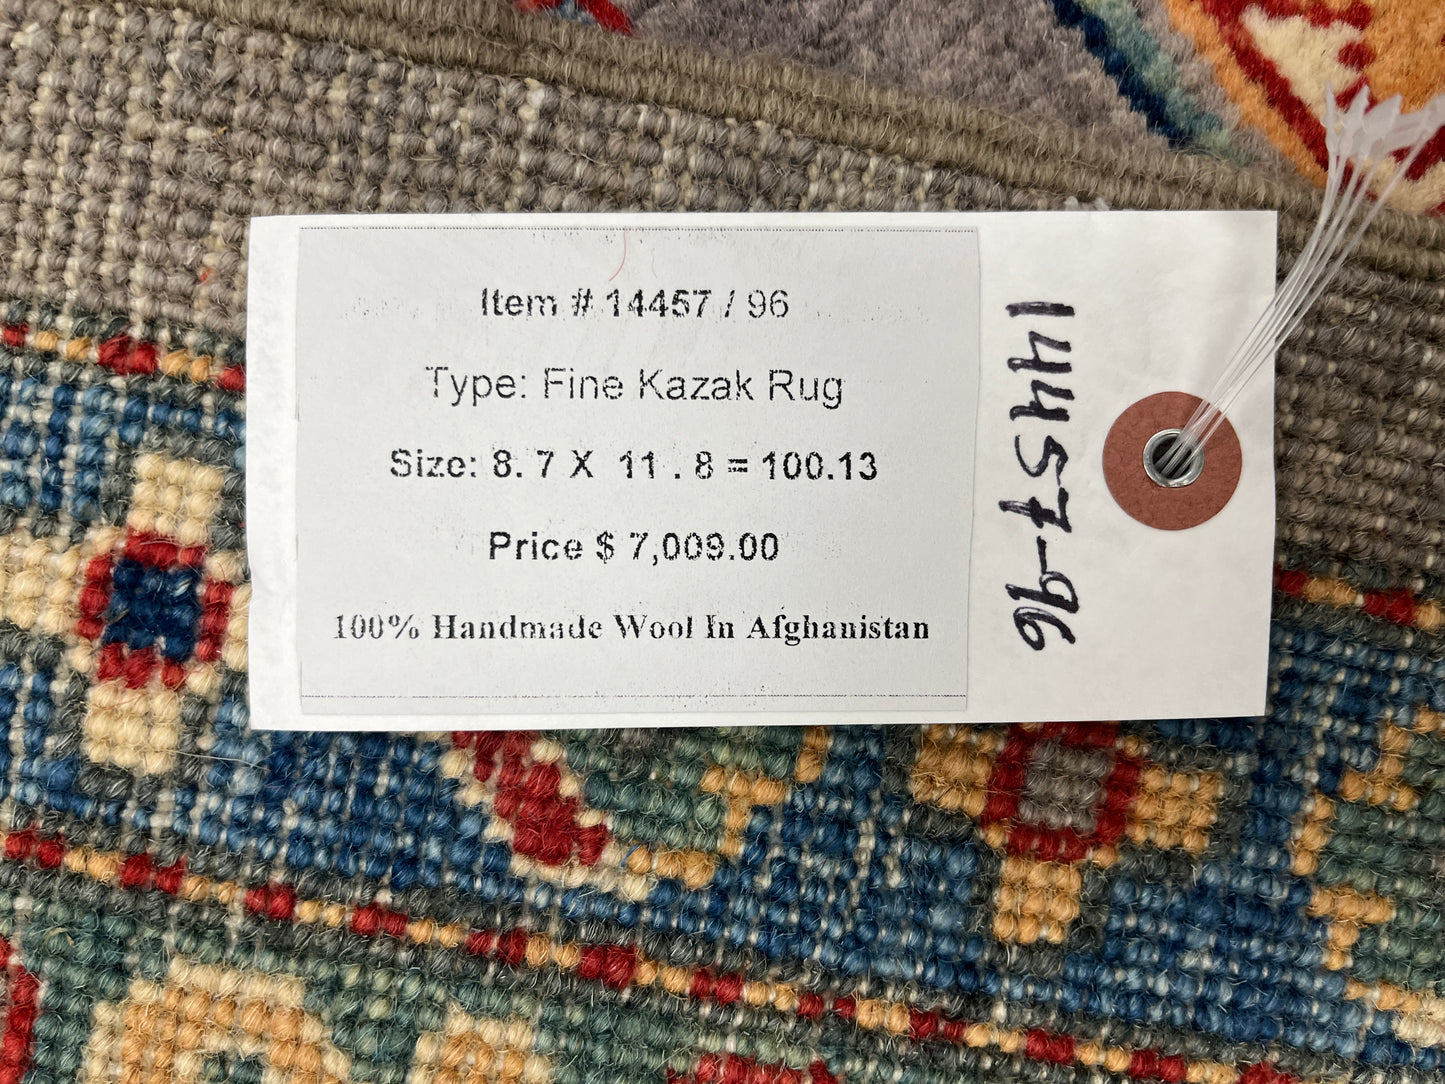 Item # 14457 / 96
Type: Fine Kazak Rug
Size: 8. 7 X 11 . 8 = 100.13
Price $ 7,009.00
100% Handmade Wool In Afghanistan
14457-96